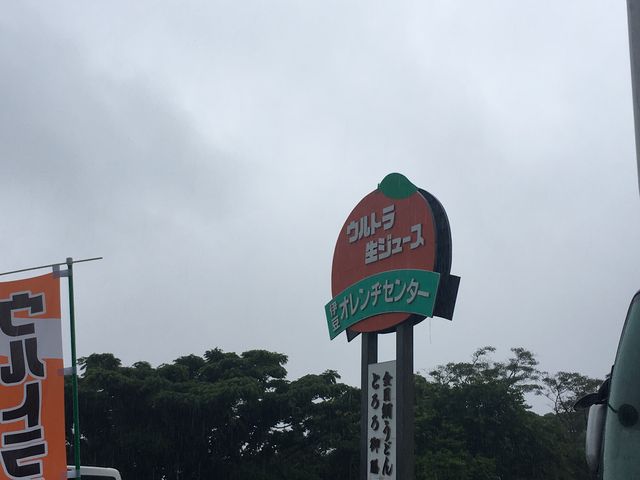 ウルトラ
生ジュース
伊豆オレンヂセンター
金目鯛うどん
とろろ御膳